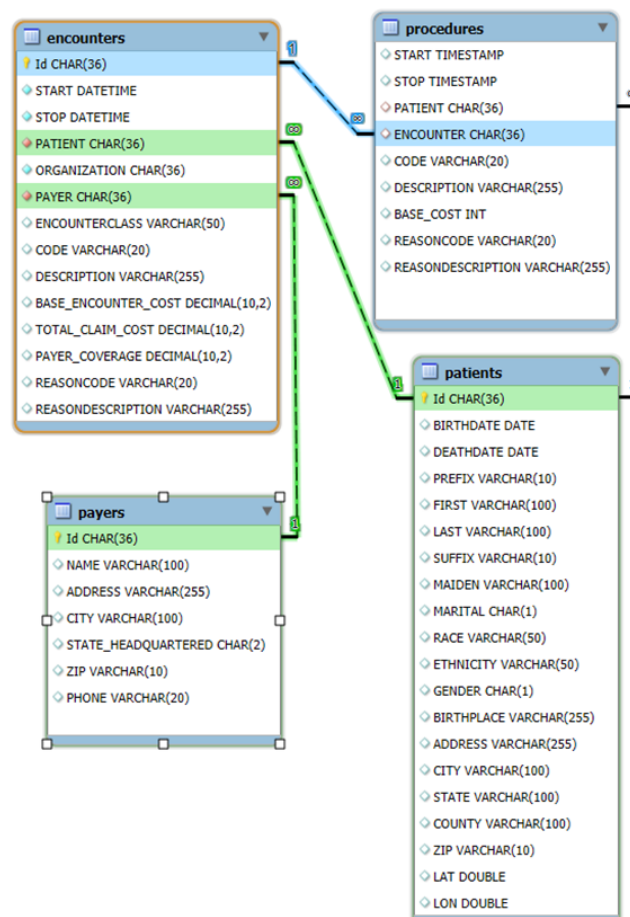 encounters
Id CHAR(36)
START DATETIME
STOP DATETIME
PATIENT CHAR(36)
ORGANIZATION CHAR(36)
PAYER CHAR(36)
ENCOUNTERCLASS VARCHAR(50)
CODE VARCHAR(20)
DESCRIPTION VARCHAR(255)
BASE_ENCOUNTER_COST DECIMAL(10,2)
TOTAL_CLAIM_COST DECIMAL(10,2)
PAYER_COVERAGE DECIMAL(10,2)
REASONCODE VARCHAR(20)
REASONDESCRIPTION VARCHAR(255)
1
∞
∞
∞
1
1
procedures
START TIMESTAMP
STOP TIMESTAMP
PATIENT CHAR(36)
ENCOUNTER CHAR(36)
CODE VARCHAR(20)
DESCRIPTION VARCHAR(255)
BASE_COST INT
REASONCODE VARCHAR(20)
REASONDESCRIPTION VARCHAR(255)
payers
Id CHAR(36)
NAME VARCHAR(100)
ADDRESS VARCHAR(255)
CITY VARCHAR(100)
STATE_HEADQUARTERED CHAR(2)
ZIP VARCHAR(10)
PHONE VARCHAR(20)
patients
Id CHAR(36)
BIRTHDATE DATE
DEATHDATE DATE
PREFIX VARCHAR(10)
FIRST VARCHAR(100)
LAST VARCHAR(100)
SUFFIX VARCHAR(10)
MAIDEN VARCHAR(100)
MARITAL CHAR(1)
RACE VARCHAR(50)
ETHNICITY VARCHAR(50)
GENDER CHAR(1)
BIRTHPLACE VARCHAR(255)
ADDRESS VARCHAR(255)
CITY VARCHAR(100)
STATE VARCHAR(100)
COUNTY VARCHAR(100)
ZIP VARCHAR(10)
LAT DOUBLE
LON DOUBLE